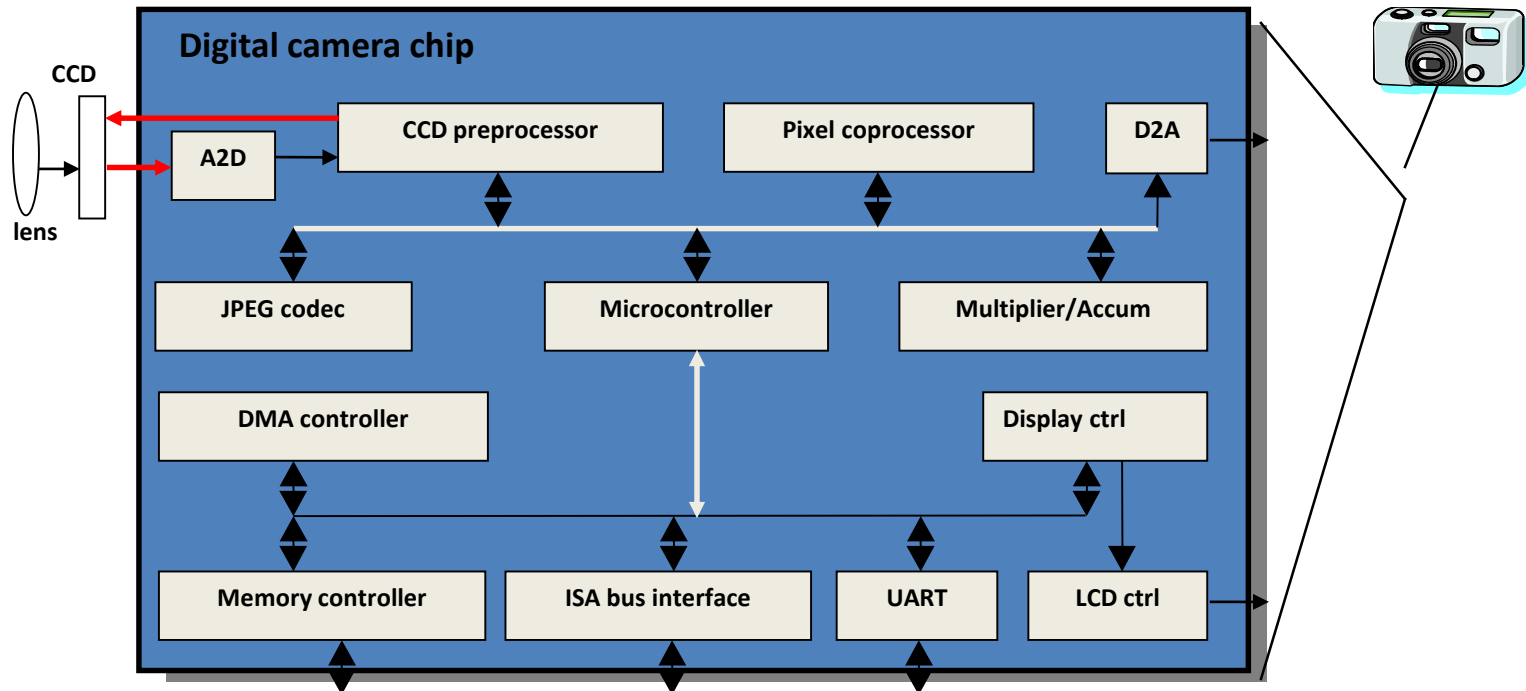 Digital camera chip
CCD
CCD preprocessor
Pixel coprocessor
D2A
A2D
lens
JPEG codec
Microcontroller
Multiplier/Accum
DMA controller
Display ctrl
Memory controller
ISA bus interface
UART
LCD ctrl